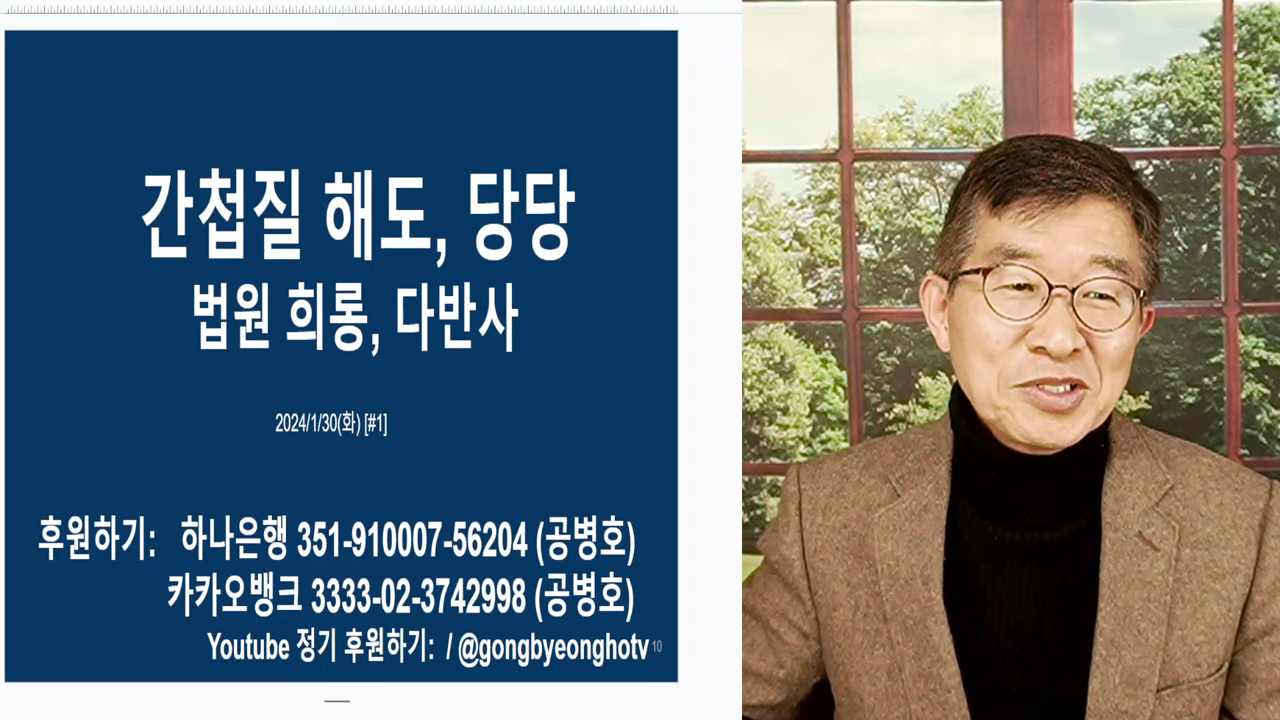 간첩질 해도, 당당
법원 희롱, 다반사
2024/1/30(화) [#1]
후원하기: 하나은행 351-910007-56204 (공병호)
카카오뱅크 3333-02-3742998 (공병호)
Youtube 정기 후원하기: / @gongbyeonghotv 10